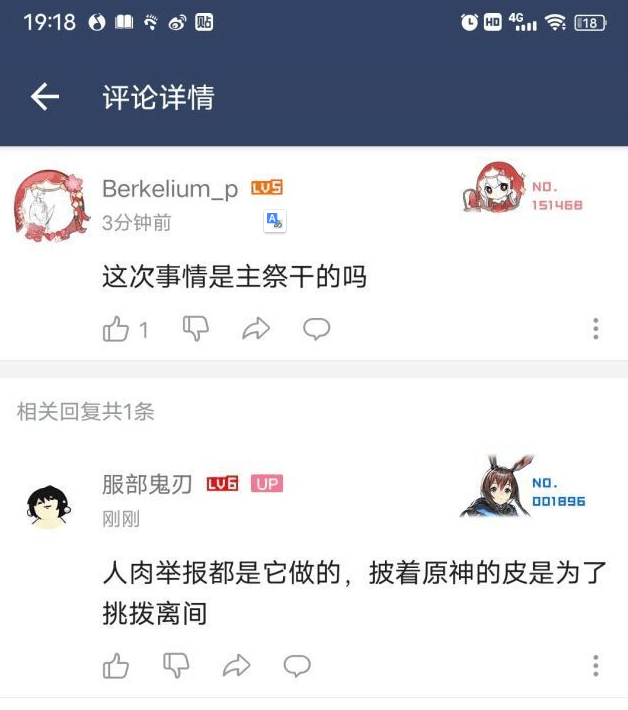 19:18 贴 HD 4G 18
评论详情
Berkelium_p LV5 NO.
151468
3分钟前
这次事情是主祭干的吗
1
相关回复共1条
服部鬼刃 LV6 UP NO.
001896
刚刚
人肉举报都是它做的，披着原神的皮是为了
挑拨离间